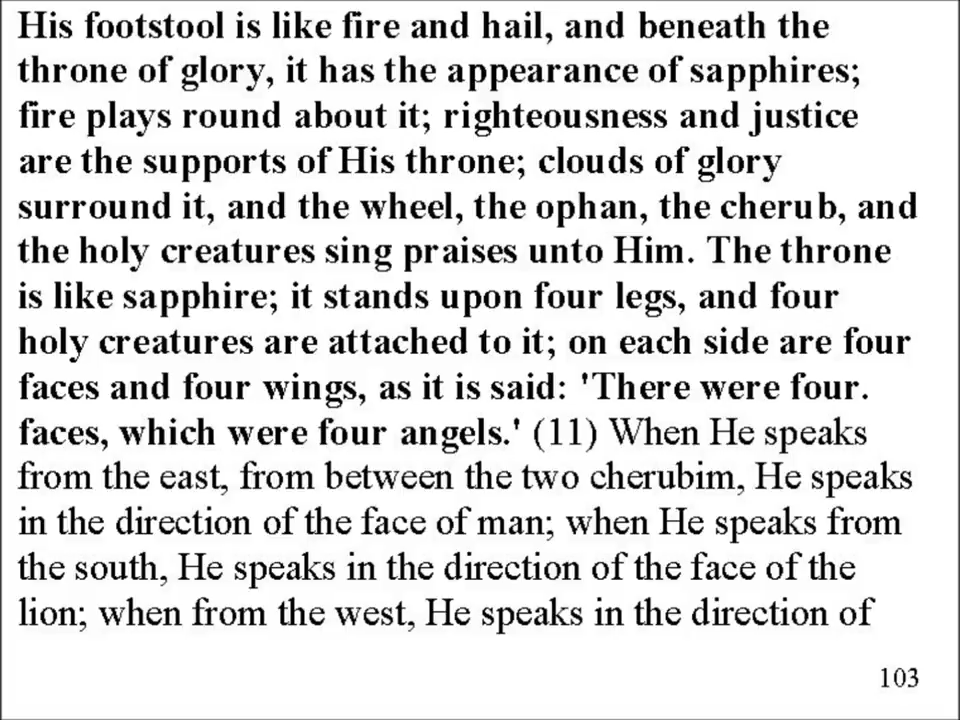 His footstool is like fire and hail, and beneath the
throne of glory, it has the appearance of sapphires;
fire plays round about it; righteousness and justice
are the supports of His throne; clouds of glory
surround it, and the wheel, the ophan, the cherub, and
the holy creatures sing praises unto Him. The throne
is like sapphire; it stands upon four legs, and four
holy creatures are attached to it; on each side are four
faces and four wings, as it is said: 'There were four.
faces, which were four angels.' (11) When He speaks
from the east, from between the two cherubim, He speaks
in the direction of the face of man; when He speaks from
the south, He speaks in the direction of the face of the
lion; when from the west, He speaks in the direction of
103